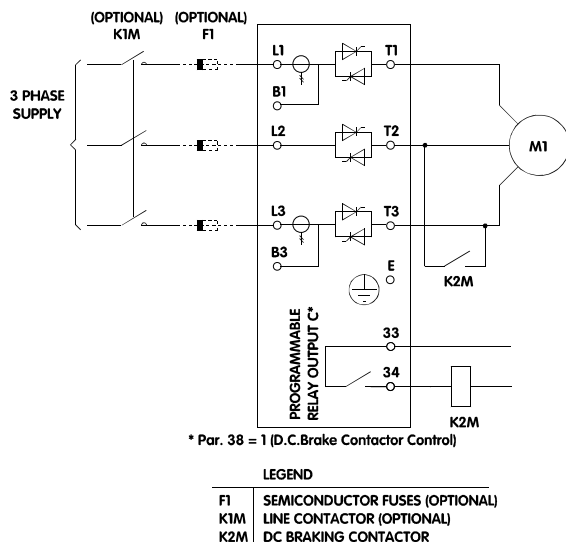 (OPTIONAL) (OPTIONAL)
K1M F1
L1 T1
3 PHASE
SUPPLY
B1
L2 T2
M1
L3 T3
B3
E
K2M
PROGRAMMABLE
RELAY OUTPUT C*
33
34
K2M
* Par. 38 = 1 (D.C.Brake Contactor Control)
LEGEND
F1 SEMICONDUCTOR FUSES (OPTIONAL)
K1M LINE CONTACTOR (OPTIONAL)
K2M DC BRAKING CONTACTOR